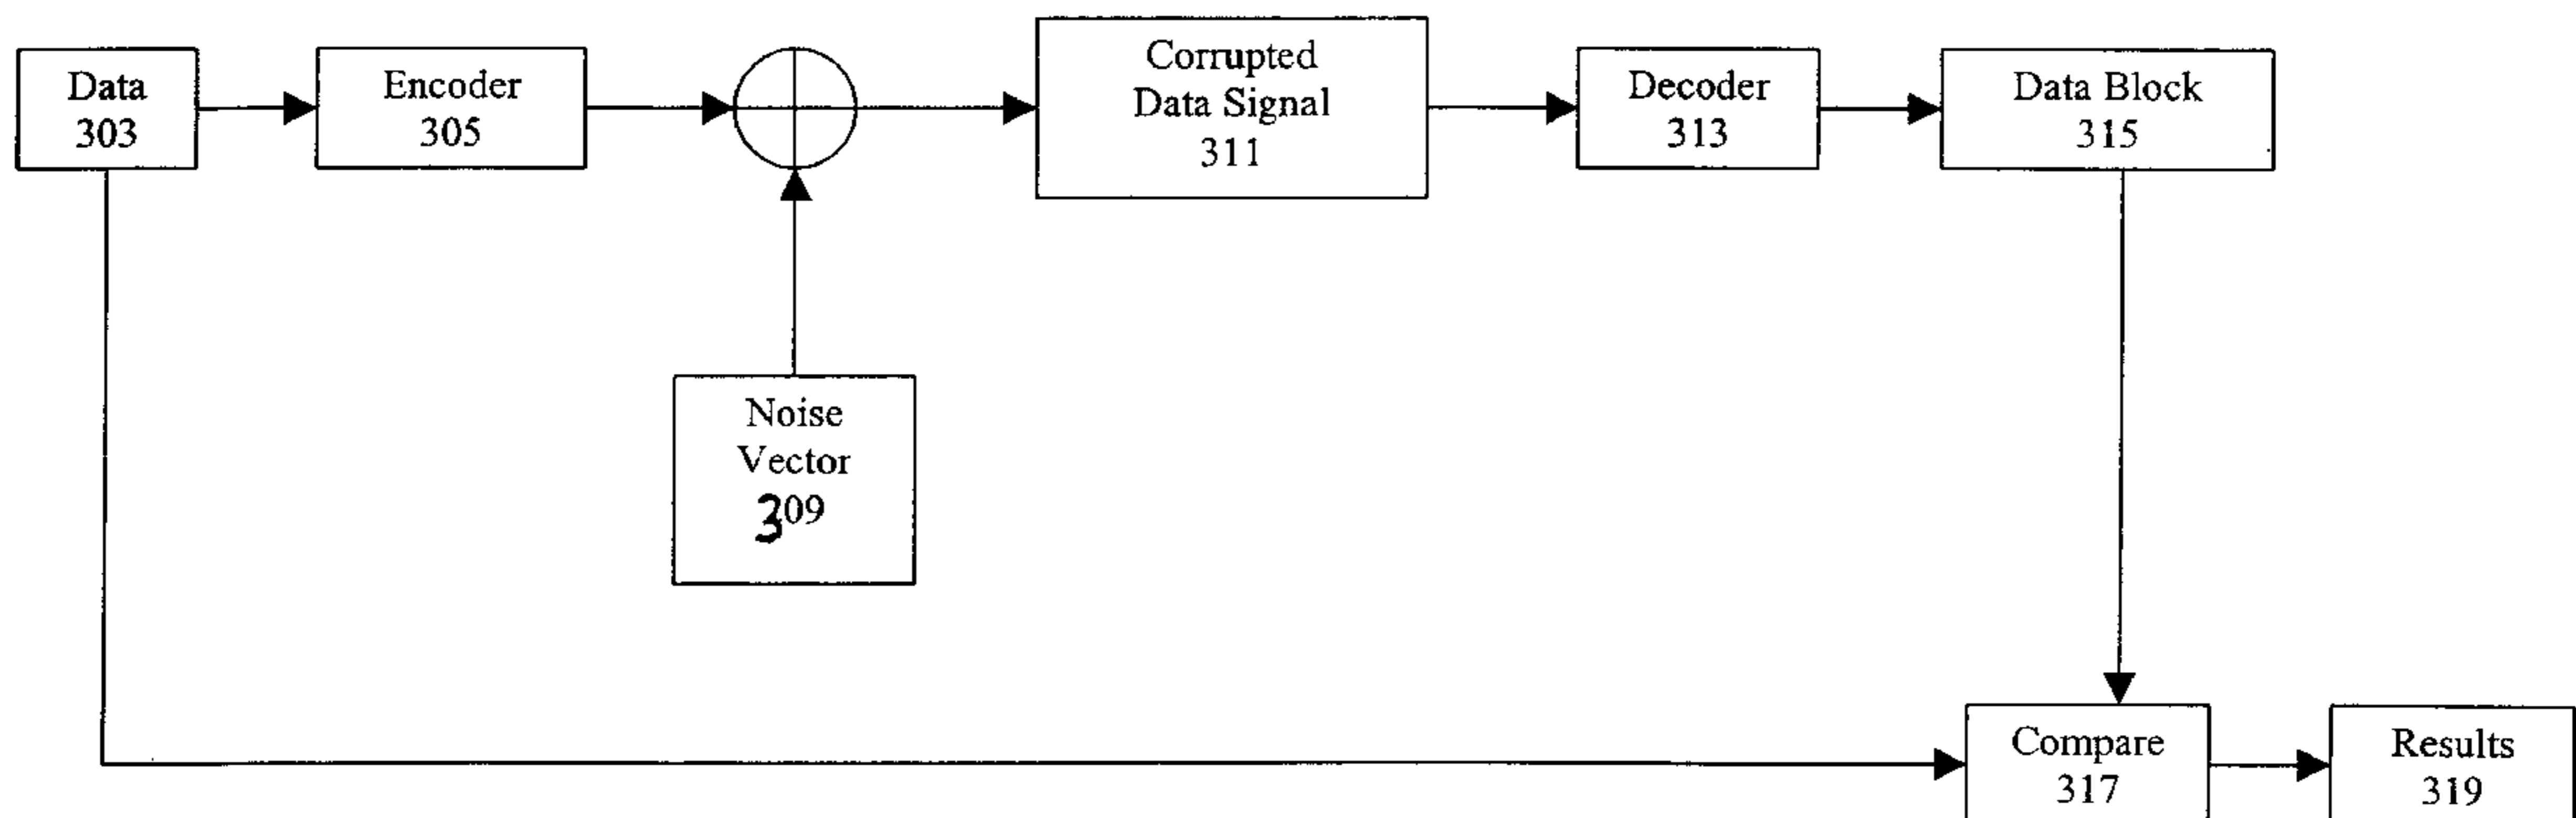 Data
303
Encoder
305
Corrupted
Data Signal
311
Decoder
313
Data Block
315
Noise
Vector
309
Compare
317
Results
319